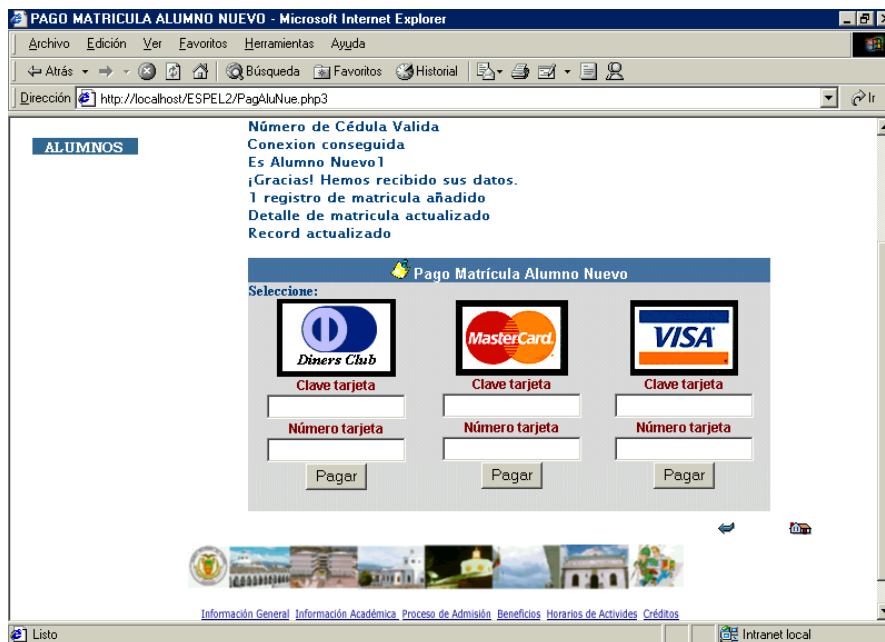 PAGO MATRICULA ALUMNO NUEVO - Microsoft Internet Explorer
Archivo Edición Ver Favoritos Herramientas Ayuda
Atrás Búsqueda Favoritos Historial
Dirección http://localhost/ESPEL2/PagAluNue.php3 Ir
ALUMNOS
Número de Cédula Valida
Conexion conseguida
Es Alumno Nuevo1
¡Gracias! Hemos recibido sus datos.
1 registro de matricula añadido
Detalle de matricula actualizado
Record actualizado
Pago Matrícula Alumno Nuevo
Seleccione:
Diners Club MasterCard VISA
Clave tarjeta Clave tarjeta Clave tarjeta
Número tarjeta Número tarjeta Número tarjeta
Pagar Pagar Pagar
Información General Información Académica Proceso de Admisión Beneficios Horarios de Activides Créditos
Listo Intranet local